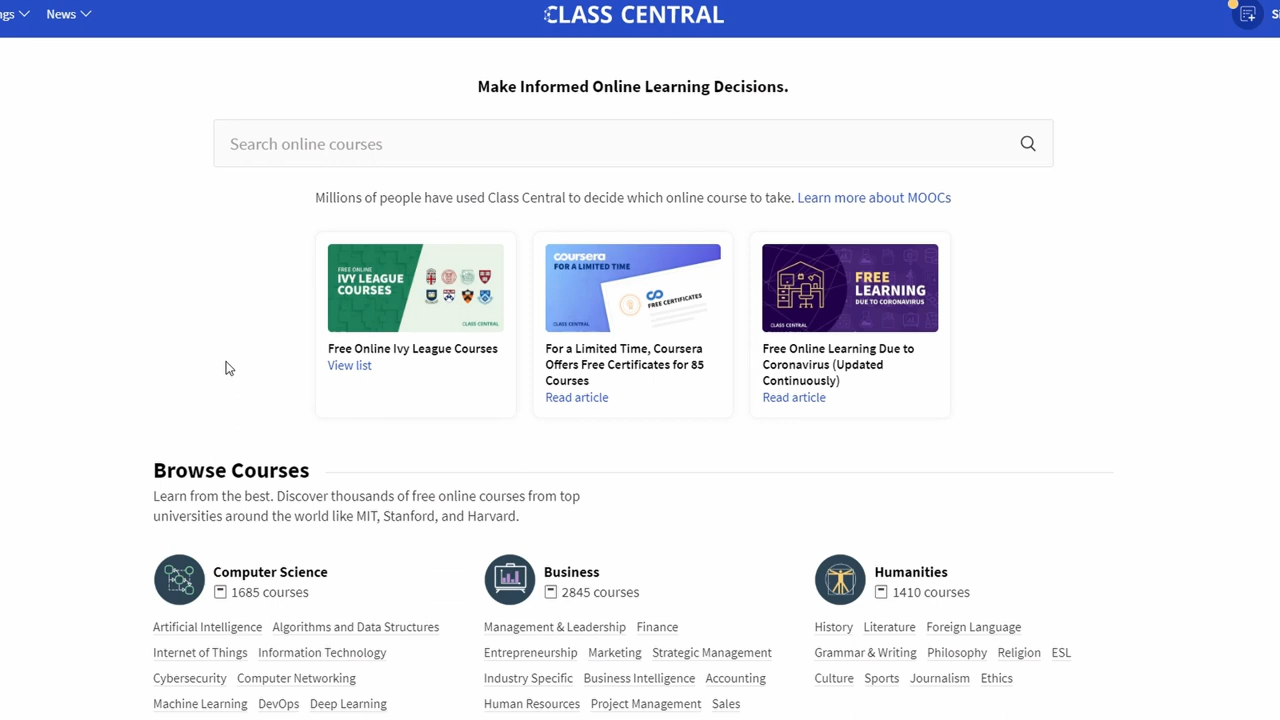 ngs News CLASS CENTRAL
Make Informed Online Learning Decisions.
Search online courses
Millions of people have used Class Central to decide which online course to take. Learn more about MOOCs
FREE ONLINE
IVY LEAGUE
COURSES
CLASS CENTRAL
Free Online Ivy League Courses
View list
coursera
FOR A LIMITED TIME
FREE CERTIFICATES
CLASS CENTRAL
For a Limited Time, Coursera
Offers Free Certificates for 85
Courses
Read article
FREE
LEARNING
DUE TO CORONAVIRUS
CLASS CENTRAL
Free Online Learning Due to
Coronavirus (Updated
Continuously)
Read article
Browse Courses
Learn from the best. Discover thousands of free online courses from top
universities around the world like MIT, Stanford, and Harvard.
Computer Science
1685 courses
Artificial Intelligence Algorithms and Data Structures
Internet of Things Information Technology
Cybersecurity Computer Networking
Machine Learning DevOps Deep Learning
Business
2845 courses
Management & Leadership Finance
Entrepreneurship Marketing Strategic Management
Industry Specific Business Intelligence Accounting
Human Resources Project Management Sales
Humanities
1410 courses
History Literature Foreign Language
Grammar & Writing Philosophy Religion ESL
Culture Sports Journalism Ethics